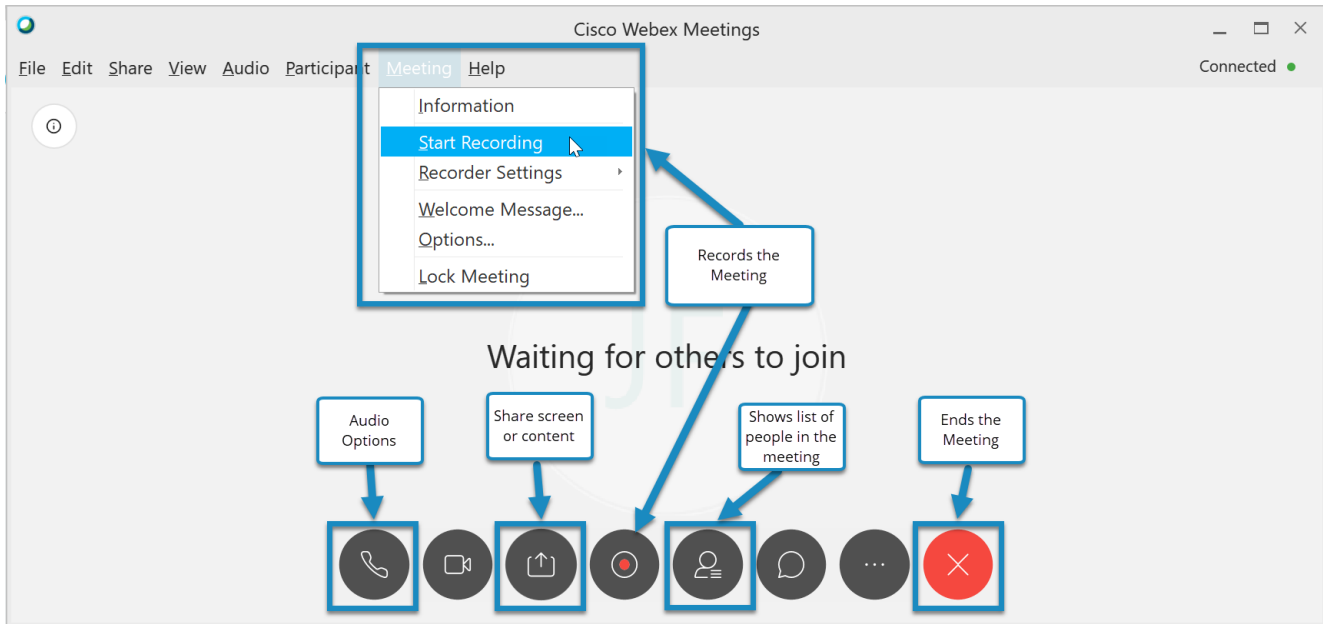 Cisco Webex Meetings
File Edit Share View Audio Participant Meeting Help
Connected
Information
Start Recording
Recorder Settings
Welcome Message...
Options...
Lock Meeting
Records the
Meeting
JF
Waiting for others to join
Audio
Options
Share screen
or content
Shows list of
people in the
meeting
Ends the
Meeting